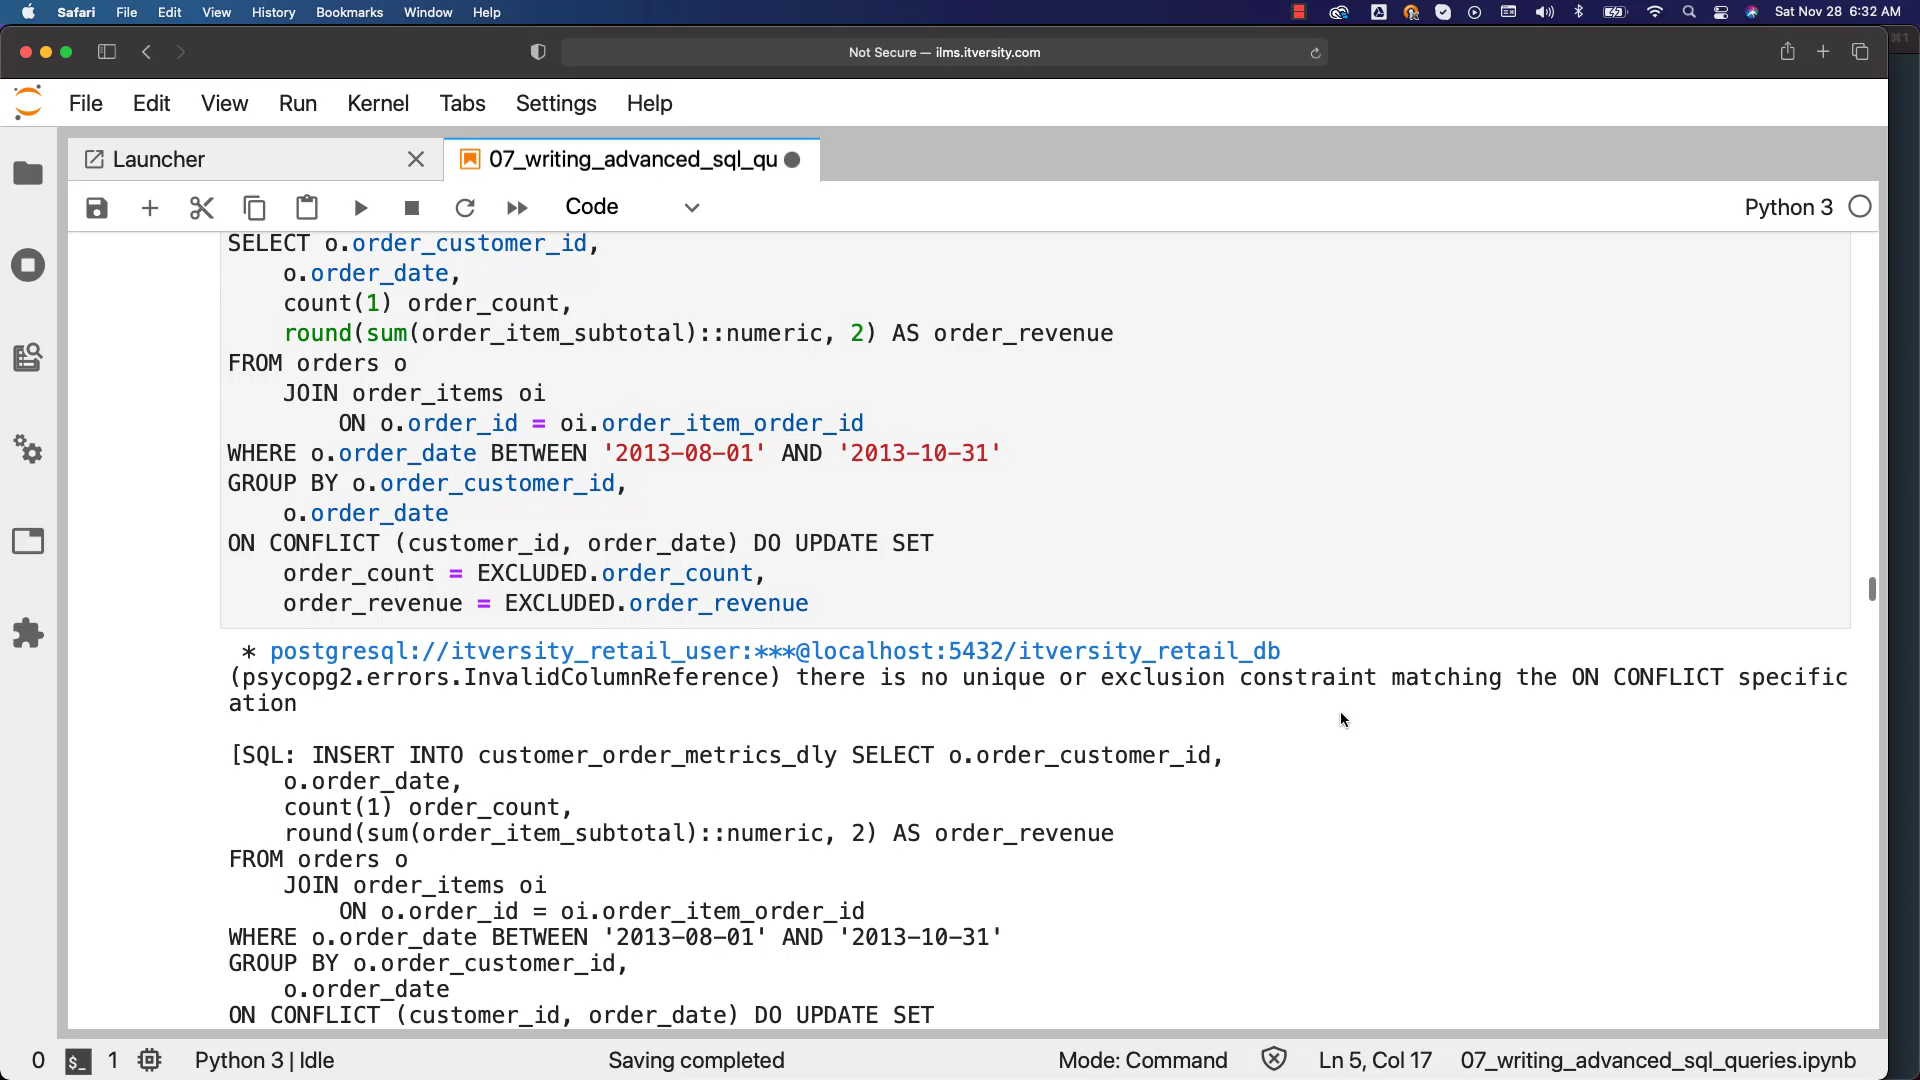 Safari File Edit View History Bookmarks Window Help Sat Nov 28 6:32 AM
Not Secure — ilms.itversity.com
⌘1
File Edit View Run Kernel Tabs Settings Help
Launcher 07_writing_advanced_sql_qu
Code Python 3
SELECT o.order_customer_id,
    o.order_date,
    count(1) order_count,
    round(sum(order_item_subtotal)::numeric, 2) AS order_revenue
FROM orders o
    JOIN order_items oi
        ON o.order_id = oi.order_item_order_id
WHERE o.order_date BETWEEN '2013-08-01' AND '2013-10-31'
GROUP BY o.order_customer_id,
    o.order_date
ON CONFLICT (customer_id, order_date) DO UPDATE SET
    order_count = EXCLUDED.order_count,
    order_revenue = EXCLUDED.order_revenue
* postgresql://itversity_retail_user:***@localhost:5432/itversity_retail_db
(psycopg2.errors.InvalidColumnReference) there is no unique or exclusion constraint matching the ON CONFLICT specific
ation
[SQL: INSERT INTO customer_order_metrics_dly SELECT o.order_customer_id,
    o.order_date,
    count(1) order_count,
    round(sum(order_item_subtotal)::numeric, 2) AS order_revenue
FROM orders o
    JOIN order_items oi
        ON o.order_id = oi.order_item_order_id
WHERE o.order_date BETWEEN '2013-08-01' AND '2013-10-31'
GROUP BY o.order_customer_id,
    o.order_date
ON CONFLICT (customer_id, order_date) DO UPDATE SET
0 $_ 1 Python 3 | Idle Saving completed Mode: Command Ln 5, Col 17 07_writing_advanced_sql_queries.ipynb